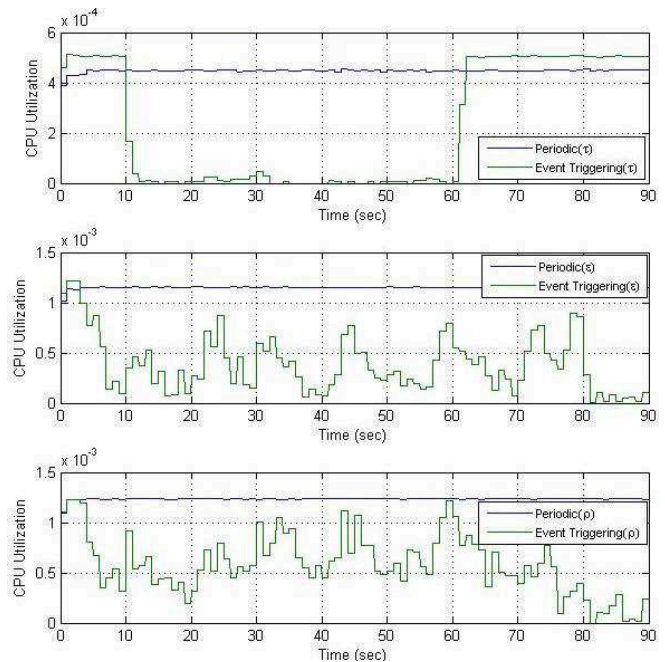 x 10⁻⁴
6
4
2
0
CPU Utilization
Periodic(τ)
Event Triggering(τ)
0 10 20 30 40 50 60 70 80 90
Time (sec)
x 10⁻³
1.5
1
0.5
0
CPU Utilization
Periodic(ε)
Event Triggering(ε)
0 10 20 30 40 50 60 70 80 90
Time (sec)
x 10⁻³
1.5
1
0.5
0
CPU Utilization
Periodic(ρ)
Event Triggering(ρ)
0 10 20 30 40 50 60 70 80 90
Time (sec)